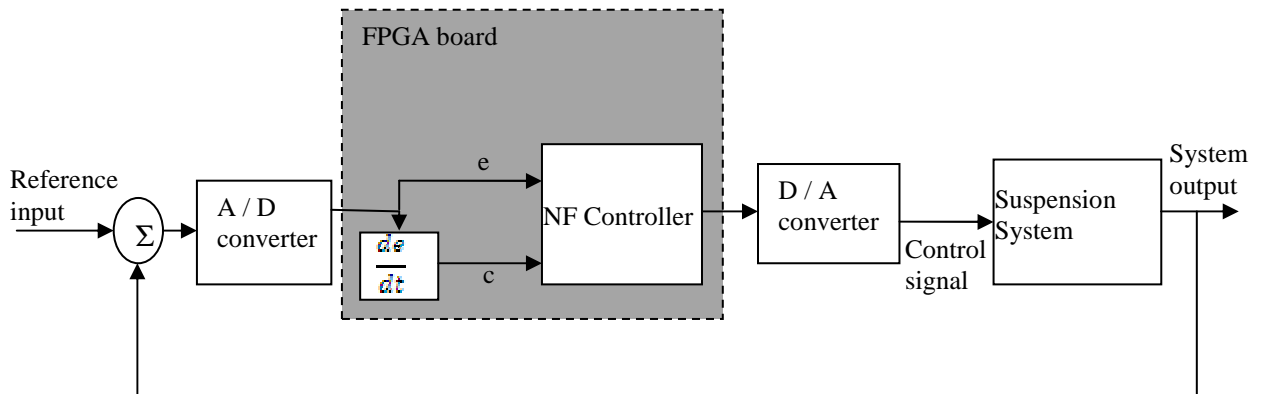 FPGA board
Reference
input
Σ
A / D
converter
e
de
dt
c
NF Controller
D / A
converter
Control
signal
Suspension
System
System
output